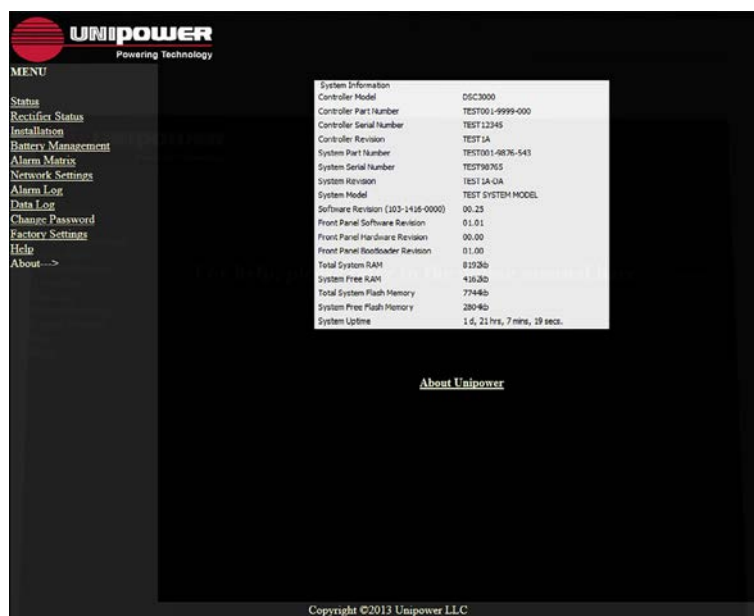 UNIPOWER
Powering Technology
MENU
Status
Rectifier Status
Installation
Battery Management
Alarm Matrix
Network Settings
Alarm Log
Data Log
Change Password
Factory Settings
Help
About--->
System Information
Controller Model DSC3000
Controller Part Number TEST001-9999-000
Controller Serial Number TEST12345
Controller Revision TEST1A
System Part Number TEST001-9876-543
System Serial Number TEST98765
System Revision TEST1A-0A
System Model TEST SYSTEM MODEL
Software Revision (103-1416-0000) 00.25
Front Panel Software Revision 01.01
Front Panel Hardware Revision 00.00
Front Panel Bootloader Revision 01.00
Total System RAM 8192kb
System Free RAM 4162kb
Total System Flash Memory 7744kb
System Free Flash Memory 2804kb
System Uptime 1 d, 21 hrs, 7 mins, 19 secs.
About Unipower
Copyright ©2013 Unipower LLC